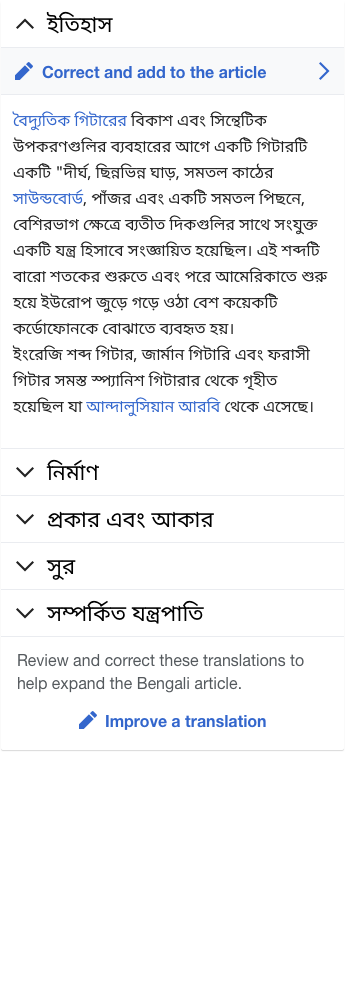 ইতিহাস
Correct and add to the article
বৈদ্যুতিক গিটারের বিকাশ এবং সিন্থেটিক
উপকরণগুলির ব্যবহারের আগে একটি গিটারটি
একটি "দীর্ঘ, ছিন্নভিন্ন ঘাড়, সমতল কাঠের
সাউন্ডবোর্ড, পাঁজর এবং একটি সমতল পিছনে,
বেশিরভাগ ক্ষেত্রে ব্যতীত দিকগুলির সাথে সংযুক্ত
একটি যন্ত্র হিসাবে সংজ্ঞায়িত হয়েছিল। এই শব্দটি
বারো শতকের শুরুতে এবং পরে আমেরিকাতে শুরু
হয়ে ইউরোপ জুড়ে গড়ে ওঠা বেশ কয়েকটি
কর্ডোফোনকে বোঝাতে ব্যবহৃত হয়।
ইংরেজি শব্দ গিটার, জার্মান গিটারি এবং ফরাসী
গিটার সমস্ত স্প্যানিশ গিটারার থেকে গৃহীত
হয়েছিল যা আন্দালুসিয়ান আরবি থেকে এসেছে।
নির্মাণ
প্রকার এবং আকার
সুর
সম্পর্কিত যন্ত্রপাতি
Review and correct these translations to
help expand the Bengali article.
Improve a translation